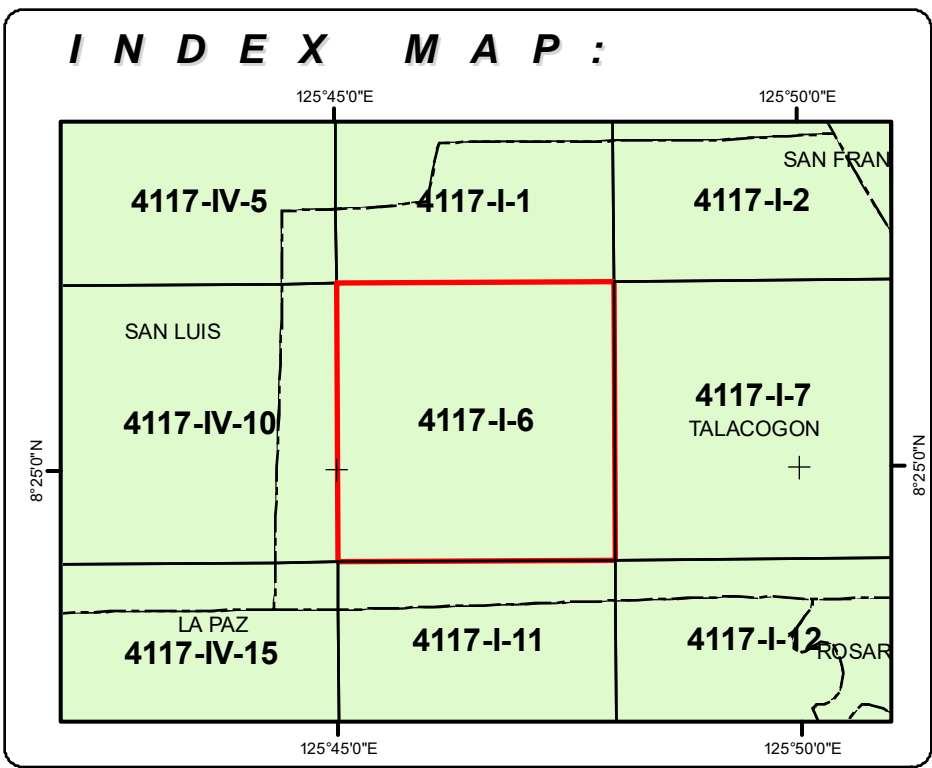 INDEX MAP:
125°45'0"E 125°50'0"E
SAN FRAN
4117-IV-5 4117-I-1 4117-I-2
SAN LUIS
4117-I-7
4117-IV-10 4117-I-6
TALACOGON
8°25'0"N 8°25'0"N
LA PAZ
4117-IV-15 4117-I-11 4117-I-12
ROSAR
125°45'0"E 125°50'0"E